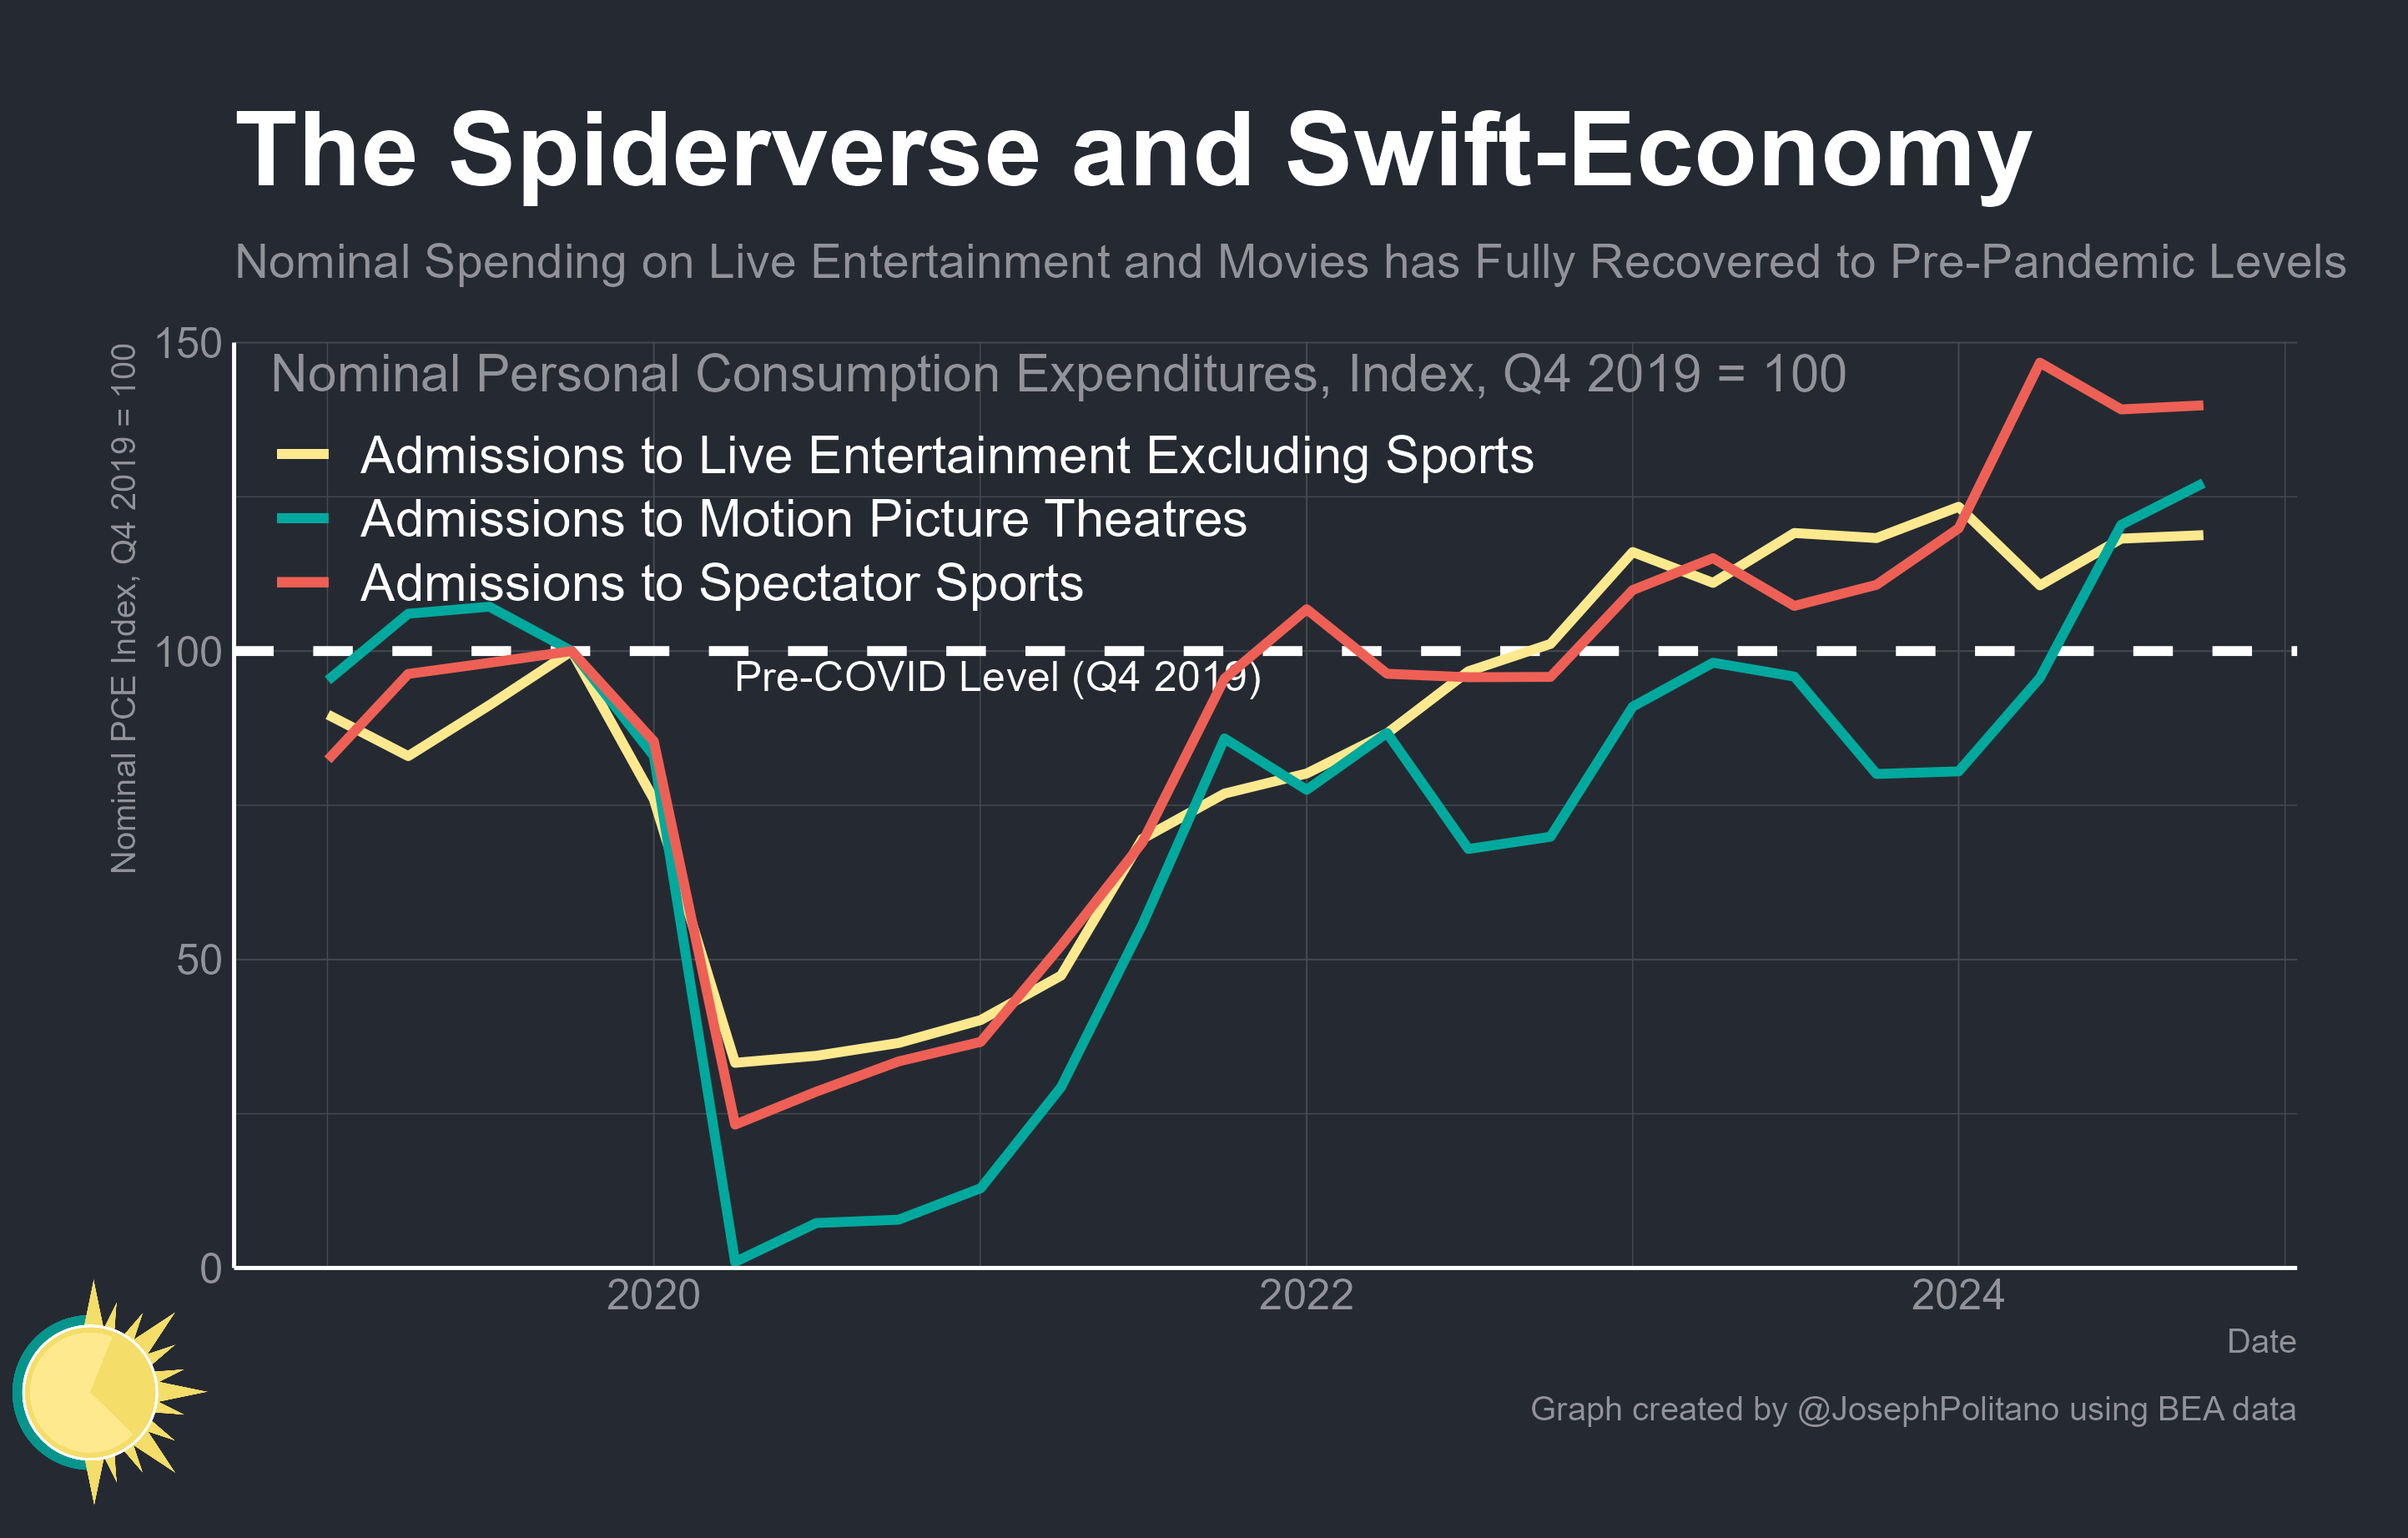 The Spiderverse and Swift-Economy
Nominal Spending on Live Entertainment and Movies has Fully Recovered to Pre-Pandemic Levels
Nominal PCE Index, Q4 2019 = 100
150
100
50
0
Nominal Personal Consumption Expenditures, Index, Q4 2019 = 100
Admissions to Live Entertainment Excluding Sports
Admissions to Motion Picture Theatres
Admissions to Spectator Sports
Pre-COVID Level (Q4 2019)
2020
2022
2024
Date
Graph created by @JosephPolitano using BEA data